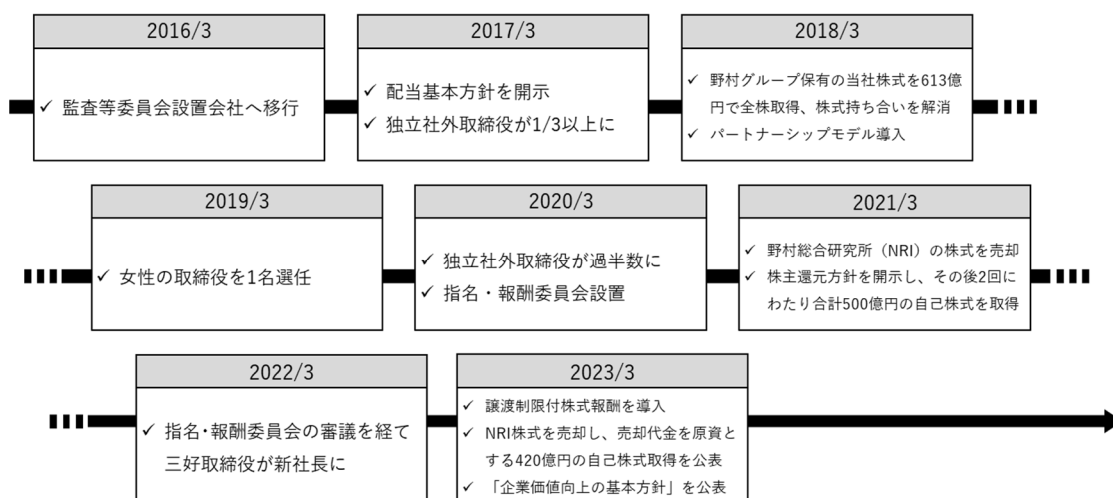 2016/3
✓ 監査等委員会設置会社へ移行
2017/3
✓ 配当基本方針を開示
✓ 独立社外取締役が1/3以上に
2018/3
✓ 野村グループ保有の当社株式を613億
円で全株取得、株式持ち合いを解消
✓ パートナーシップモデル導入
2019/3
✓ 女性の取締役を1名選任
2020/3
✓ 独立社外取締役が過半数に
✓ 指名・報酬委員会設置
2021/3
✓ 野村総合研究所（NRI）の株式を売却
✓ 株主還元方針を開示し、その後2回に
わたり合計500億円の自己株式を取得
2022/3
✓ 指名・報酬委員会の審議を経て
三好取締役が新社長に
2023/3
✓ 譲渡制限付株式報酬を導入
✓ NRI株式を売却し、売却代金を原資と
する420億円の自己株式取得を公表
✓ 「企業価値向上の基本方針」を公表